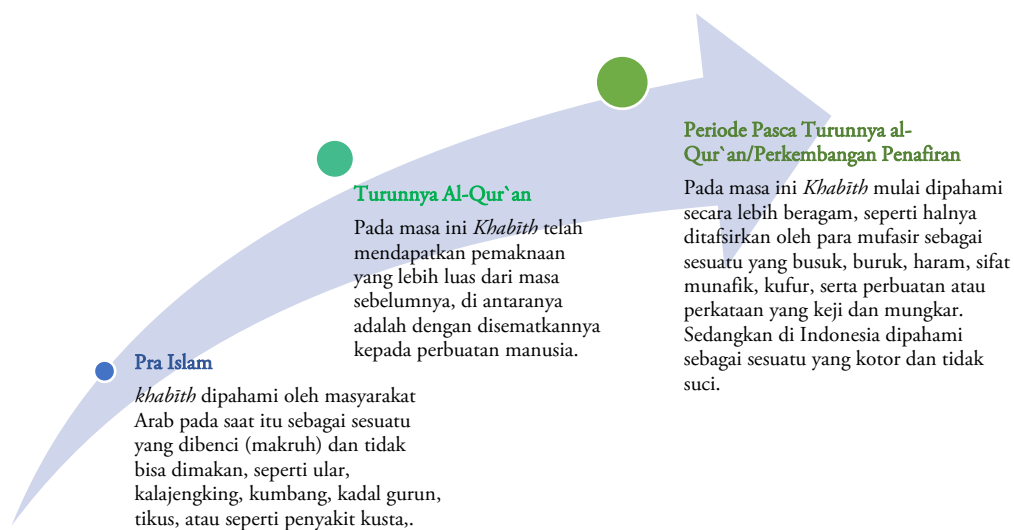 Pra Islam
khabīth dipahami oleh masyarakat
Arab pada saat itu sebagai sesuatu
yang dibenci (makruh) dan tidak
bisa dimakan, seperti ular,
kalajengking, kumbang, kadal gurun,
tikus, atau seperti penyakit kusta,.
Turunnya Al-Qur`an
Pada masa ini Khabīth telah
mendapatkan pemaknaan
yang lebih luas dari masa
sebelumnya, di antaranya
adalah dengan disematkannya
kepada perbuatan manusia.
Periode Pasca Turunnya al-
Qur`an/Perkembangan Penafiran
Pada masa ini Khabīth mulai dipahami
secara lebih beragam, seperti halnya
ditafsirkan oleh para mufasir sebagai
sesuatu yang busuk, buruk, haram, sifat
munafik, kufur, serta perbuatan atau
perkataan yang keji dan mungkar.
Sedangkan di Indonesia dipahami
sebagai sesuatu yang kotor dan tidak
suci.